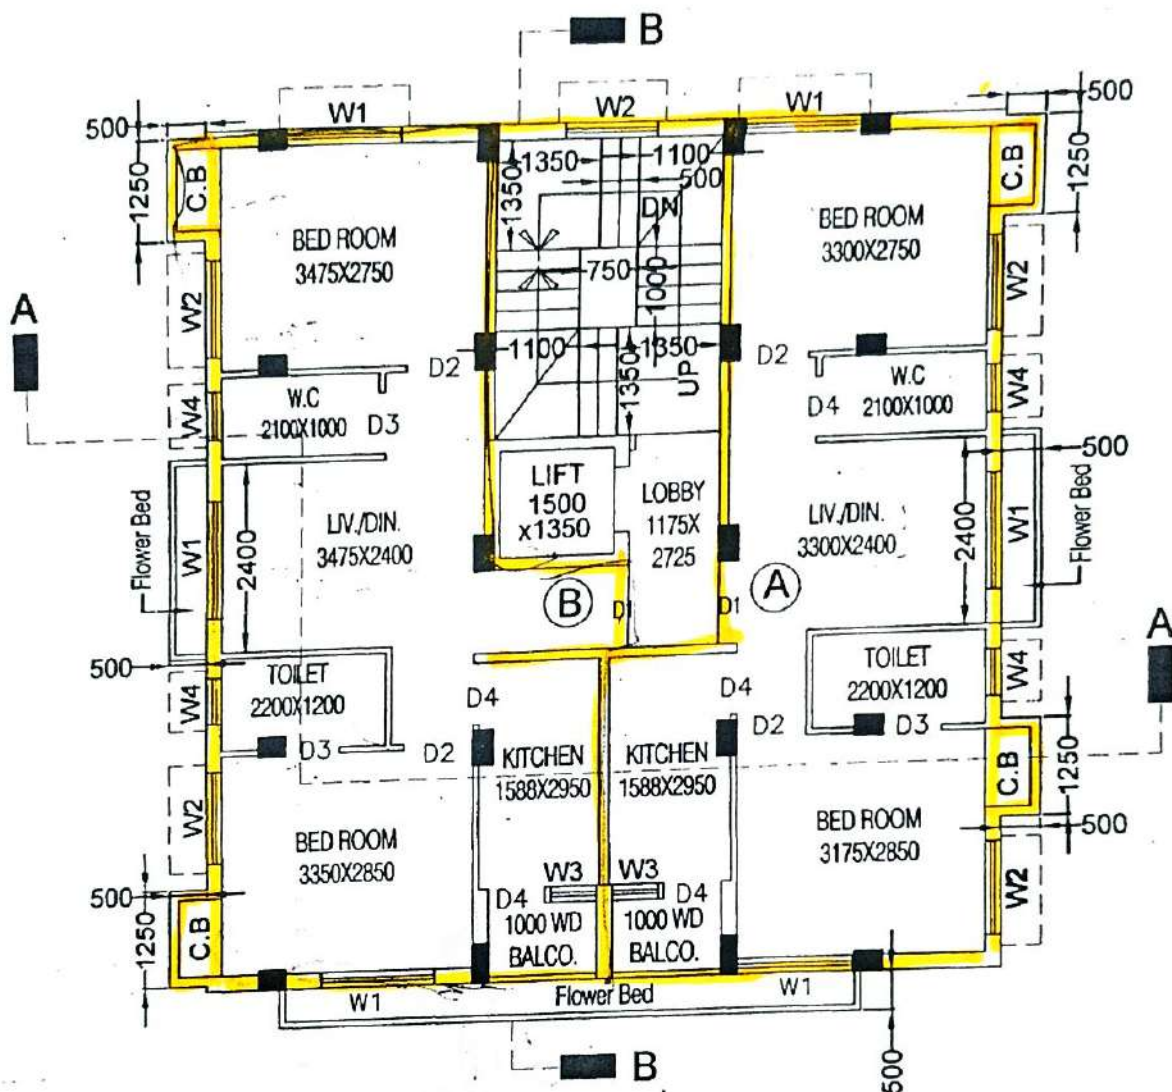 B
W1
W2
W1
500
500
1250
C.B
1350
1100
500
1350
DN
C.B
1250
BED ROOM
3475X2750
BED ROOM
3300X2750
750
1000
W2
W2
A
1100
1350
1350
UP
D2
D2
W4
W.C
2100X1000
D3
D4
W.C
2100X1000
W4
500
LIFT
1500
x1350
LOBBY
1175X
2725
Flower Bed
W1
2400
LIV./DIN.
3475X2400
LIV./DIN.
3300X2400
2400
W1
Flower Bed
B
D1
D1
A
A
500
W4
TOILET
2200X1200
D4
D4
TOILET
2200X1200
W4
D3
D2
D2
D3
KITCHEN
1588X2950
KITCHEN
1588X2950
W2
C.B
1250
500
BED ROOM
3350X2850
BED ROOM
3175X2850
W2
500
1250
C.B
D4
W3
W3
D4
1000 WD
BALCO.
1000 WD
BALCO.
W1
Flower Bed
W1
500
B